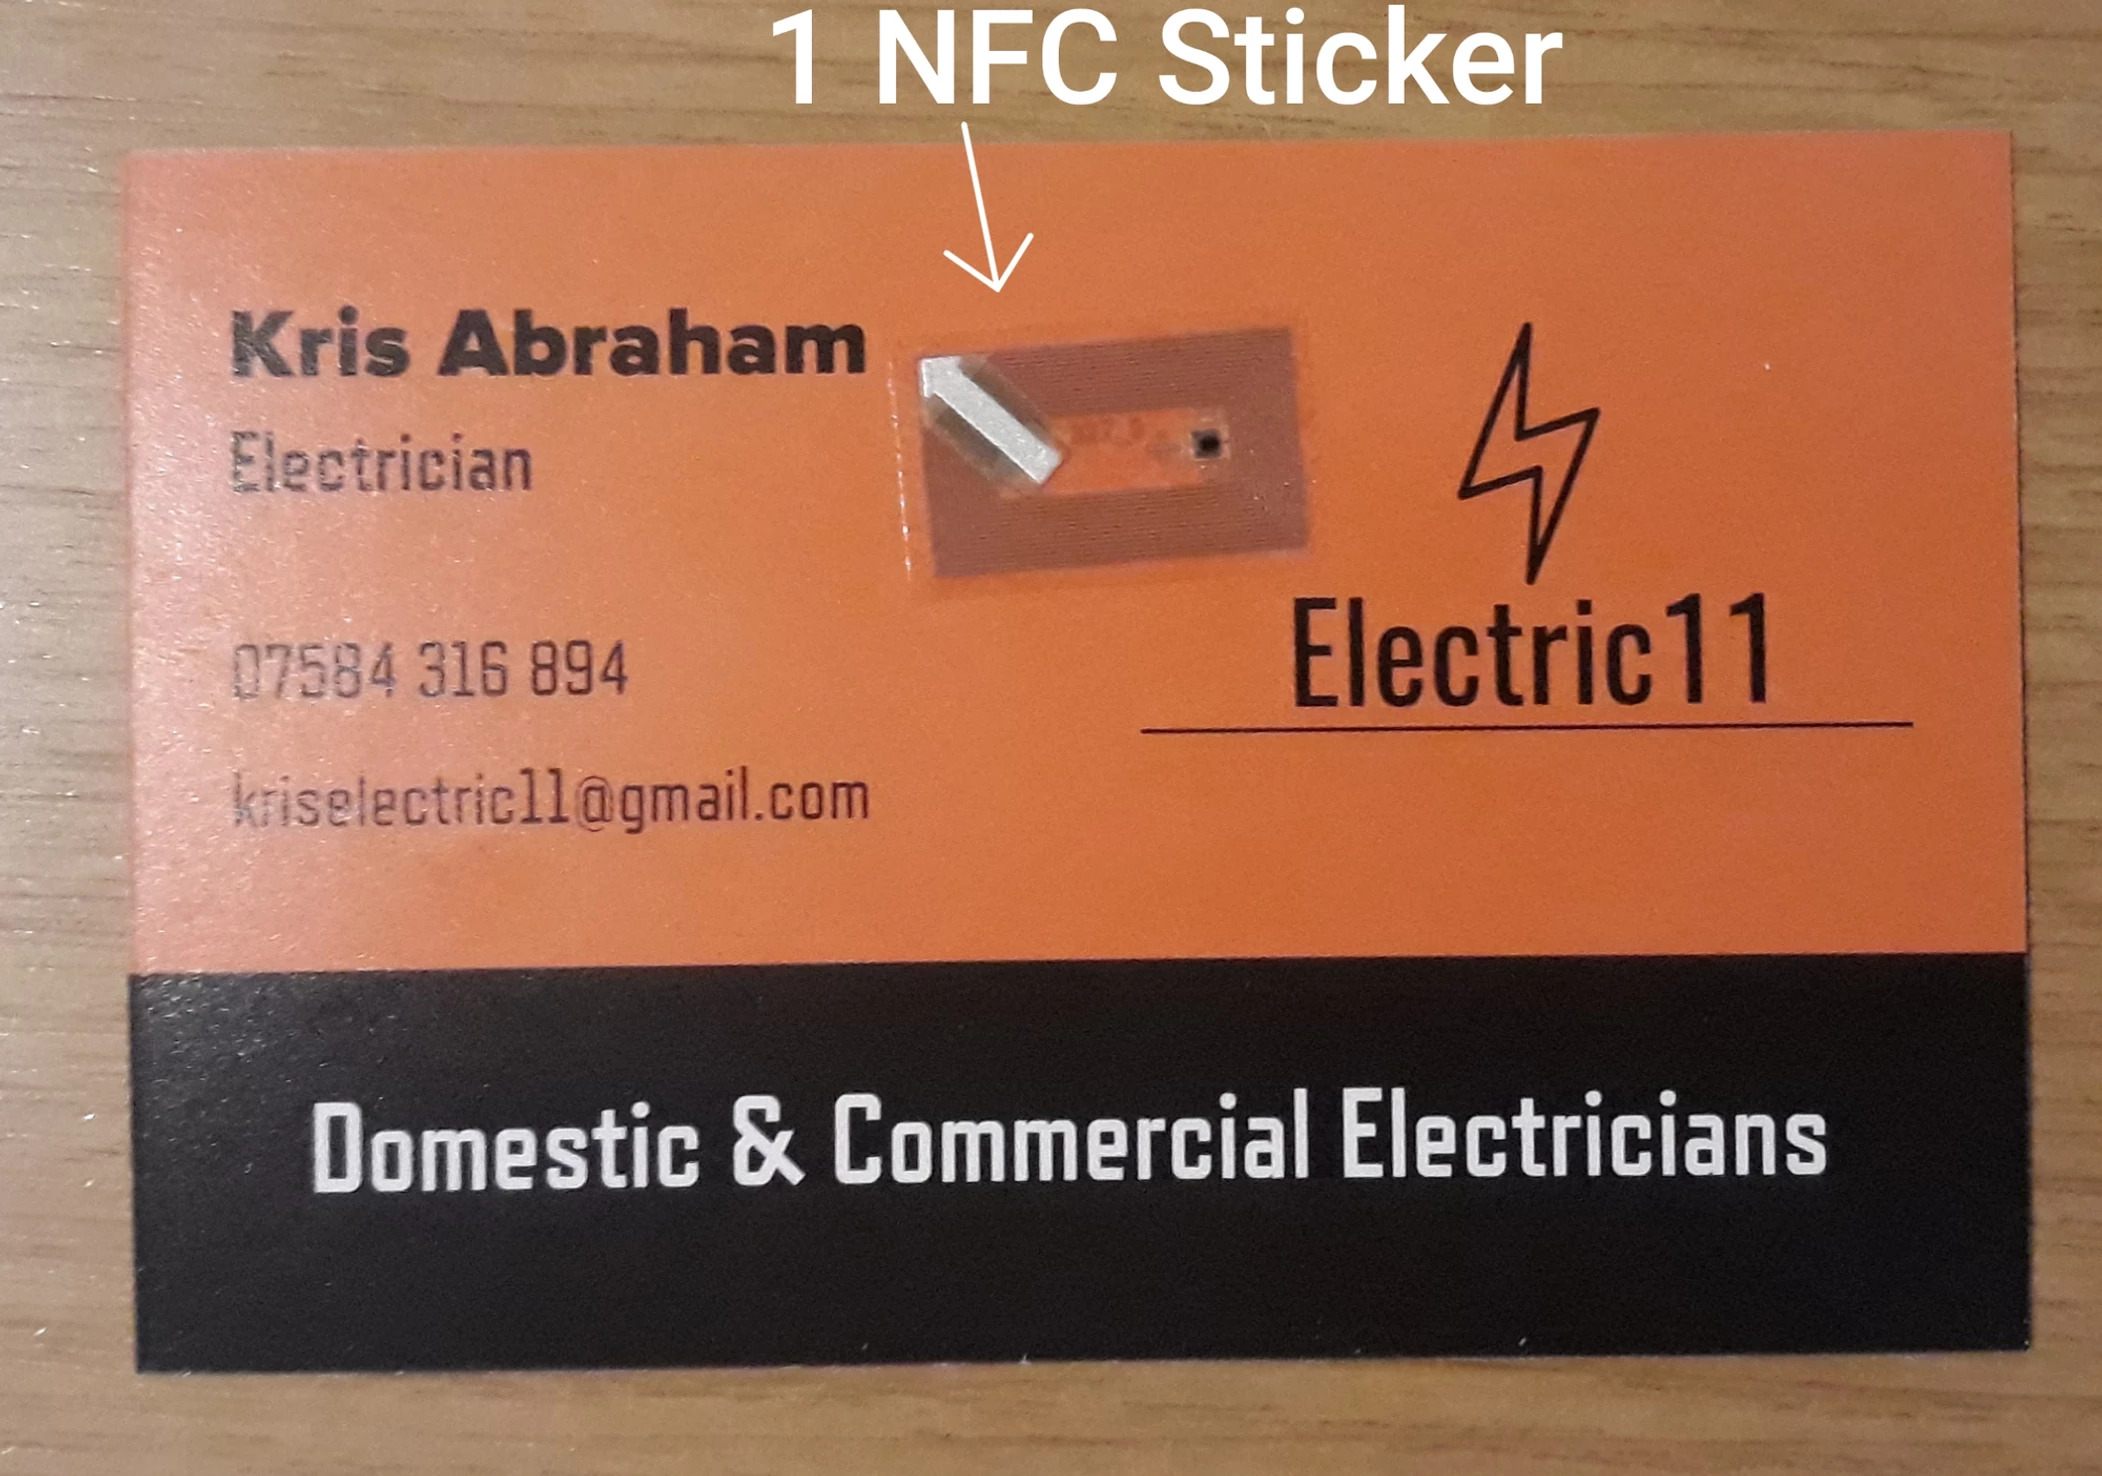 1 NFC Sticker
Kris Abraham
Electrician
07584 316 894
kriselectric11@gmail.com
Electric11
Domestic & Commercial Electricians